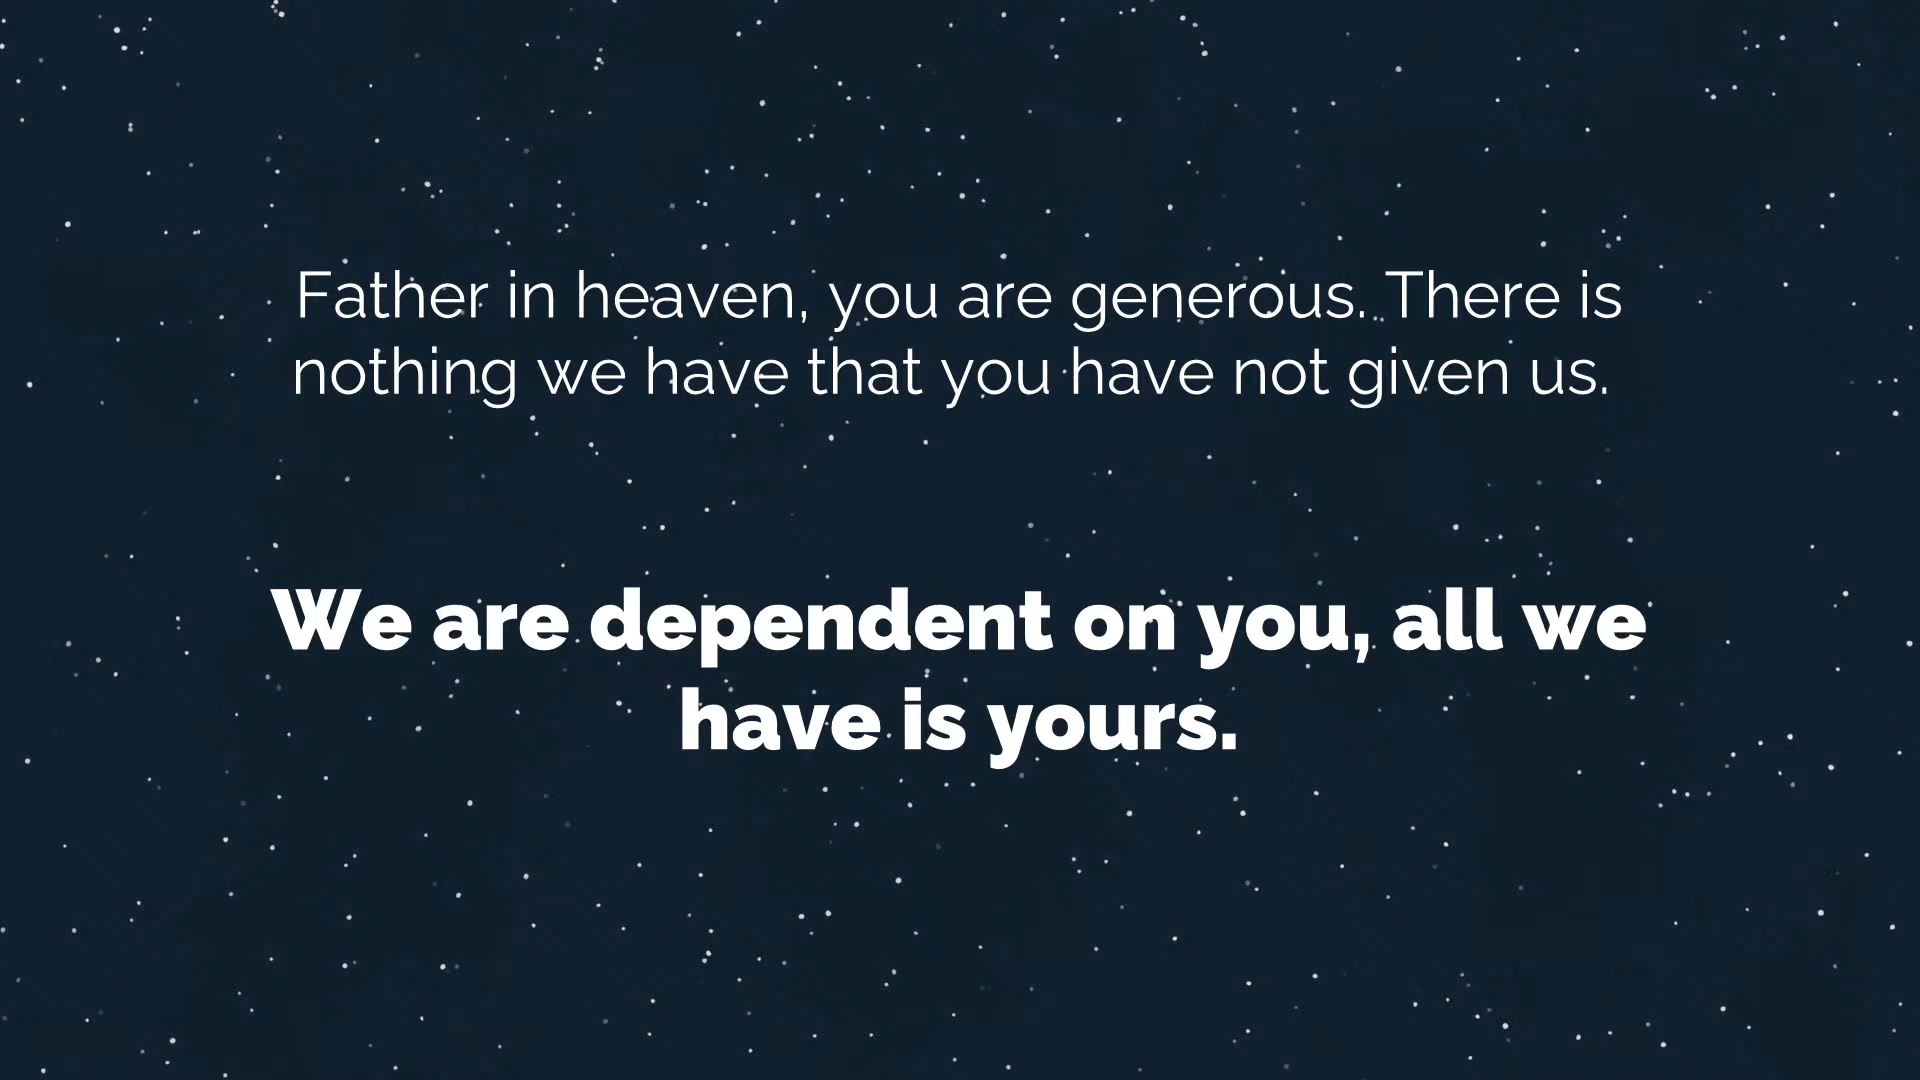 Father in heaven, you are generous. There is
nothing we have that you have not given us.
We are dependent on you, all we
have is yours.